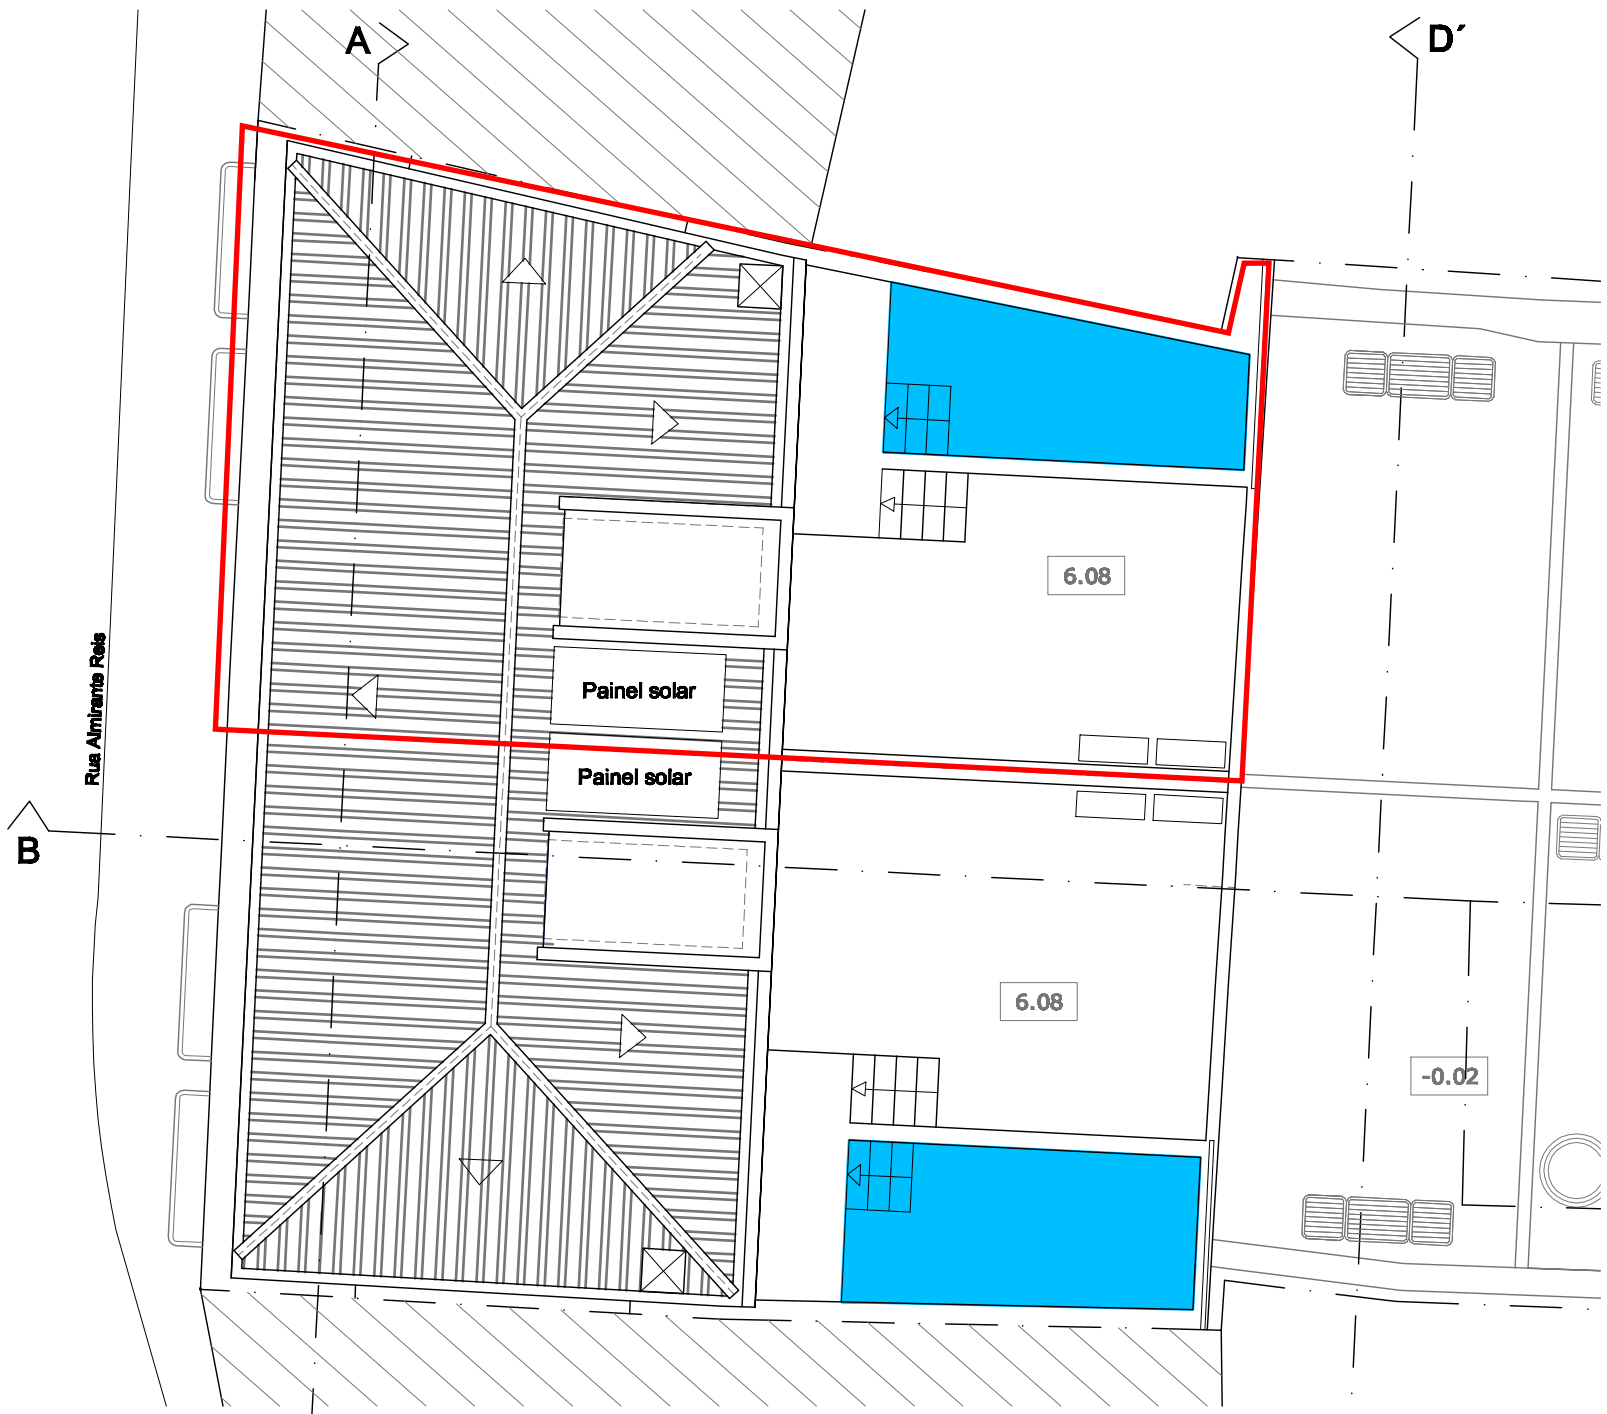 A
D´
6.08
Rua Almirante Reis
Painel solar
Painel solar
B
6.08
-0.02